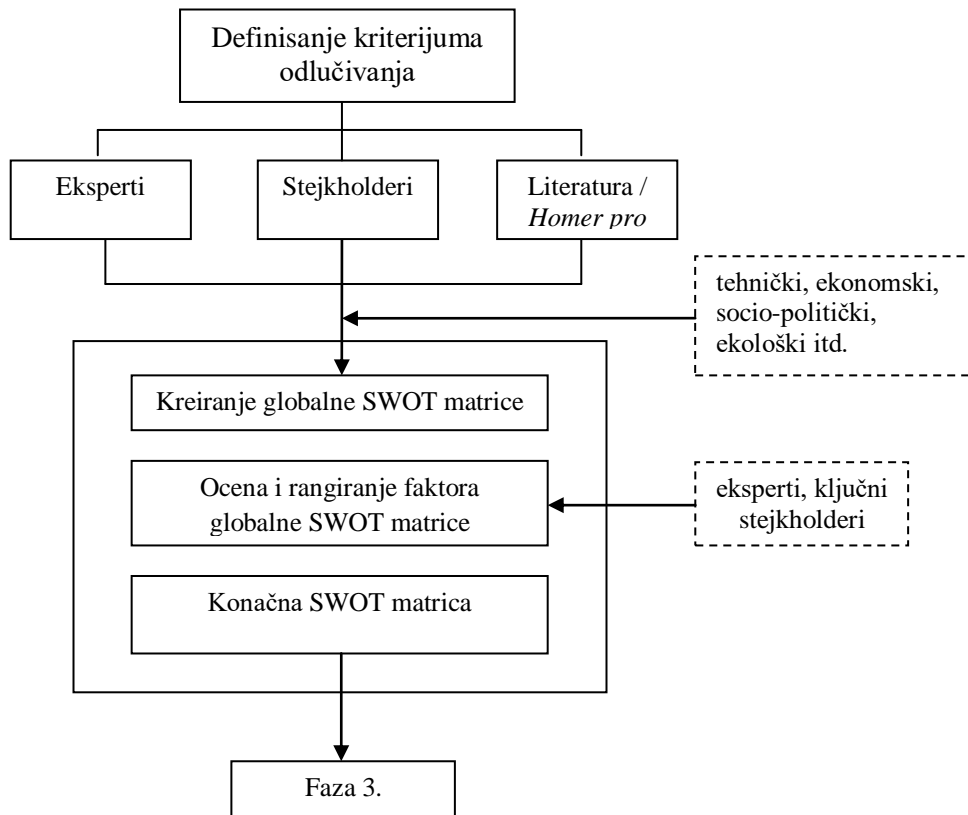 Definisanje kriterijuma
odlučivanja
Eksperti
Stejkholderi
Literatura /
Homer pro
tehnički, ekonomski,
socio-politički,
ekološki itd.
Kreiranje globalne SWOT matrice
Ocena i rangiranje faktora
globalne SWOT matrice
eksperti, ključni
stejkholderi
Konačna SWOT matrica
Faza 3.